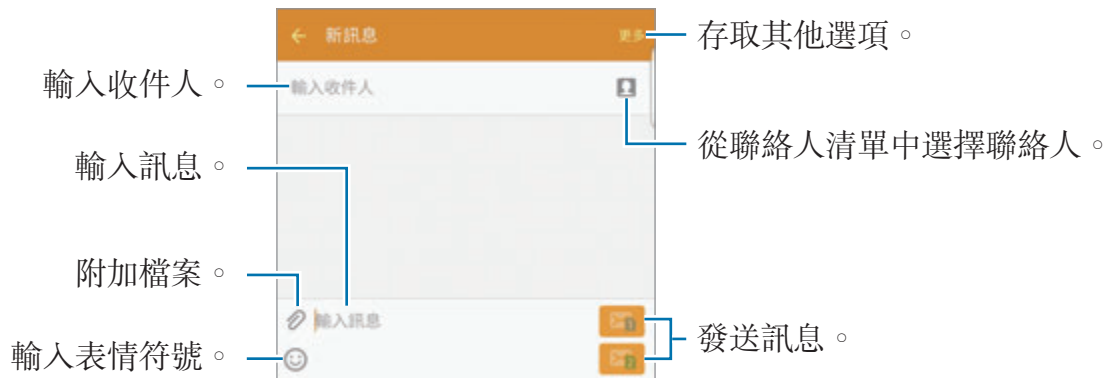 新訊息
更多
存取其他選項。
輸入收件人。
輸入收件人
從聯絡人清單中選擇聯絡人。
輸入訊息。
附加檔案。
輸入訊息
發送訊息。
輸入表情符號。